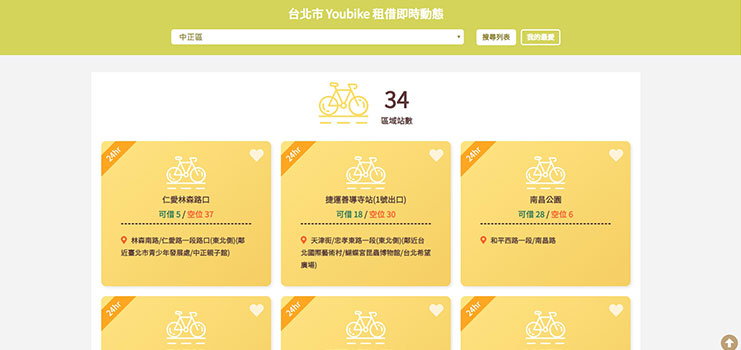 台北市 Youbike 租借即時動態
中正區
搜尋列表
我的最愛
34
區域站數
24hr
仁愛林森路口
可借 5 / 空位 37
林森南路/仁愛路一段路口(東北側)(鄰
近臺北市青少年發展處/中正親子館)
24hr
捷運善導寺站(1號出口)
可借 18 / 空位 30
天津街/忠孝東路一段(東北側)(鄰近台
北國際藝術村/蝴蝶宮昆蟲博物館/台北希望
廣場)
24hr
南昌公園
可借 28 / 空位 6
和平西路一段/南昌路
24hr
24hr
24hr